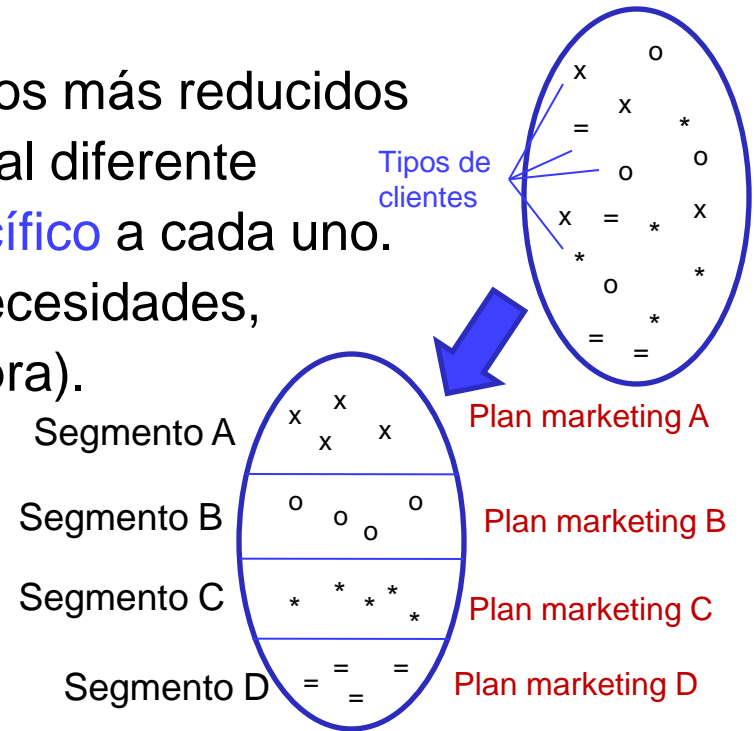 os más reducidos
al diferente
cífico a cada uno.
ecesidades,
ora).
Tipos de
clientes
x o
x
= *
o o
x = * x
* *
o
*
= =
Segmento A x x x x Plan marketing A
Segmento B o o o o Plan marketing B
Segmento C * * * * * Plan marketing C
Segmento D = = = = Plan marketing D